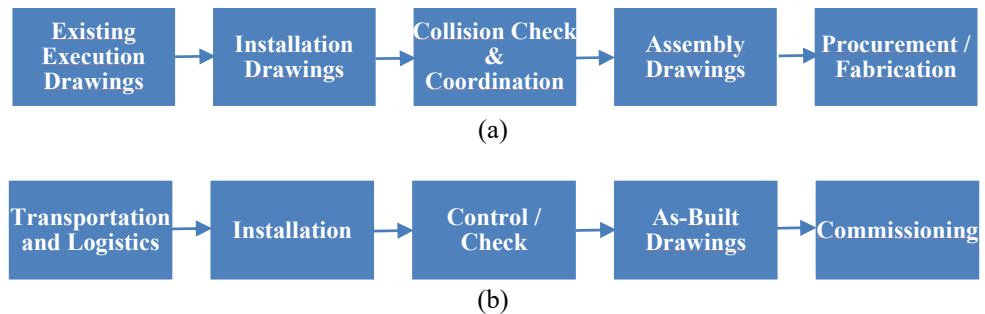 Existing
Execution
Drawings
Installation
Drawings
Collision Check
&
Coordination
Assembly
Drawings
Procurement /
Fabrication
(a)
Transportation
and Logistics
Installation
Control /
Check
As-Built
Drawings
Commissioning
(b)